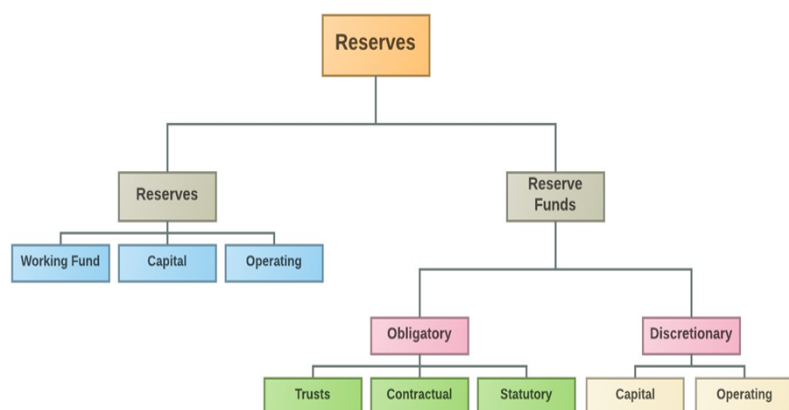 Reserves
Reserves
Reserve
Funds
Working Fund
Capital
Operating
Obligatory
Discretionary
Trusts
Contractual
Statutory
Capital
Operating